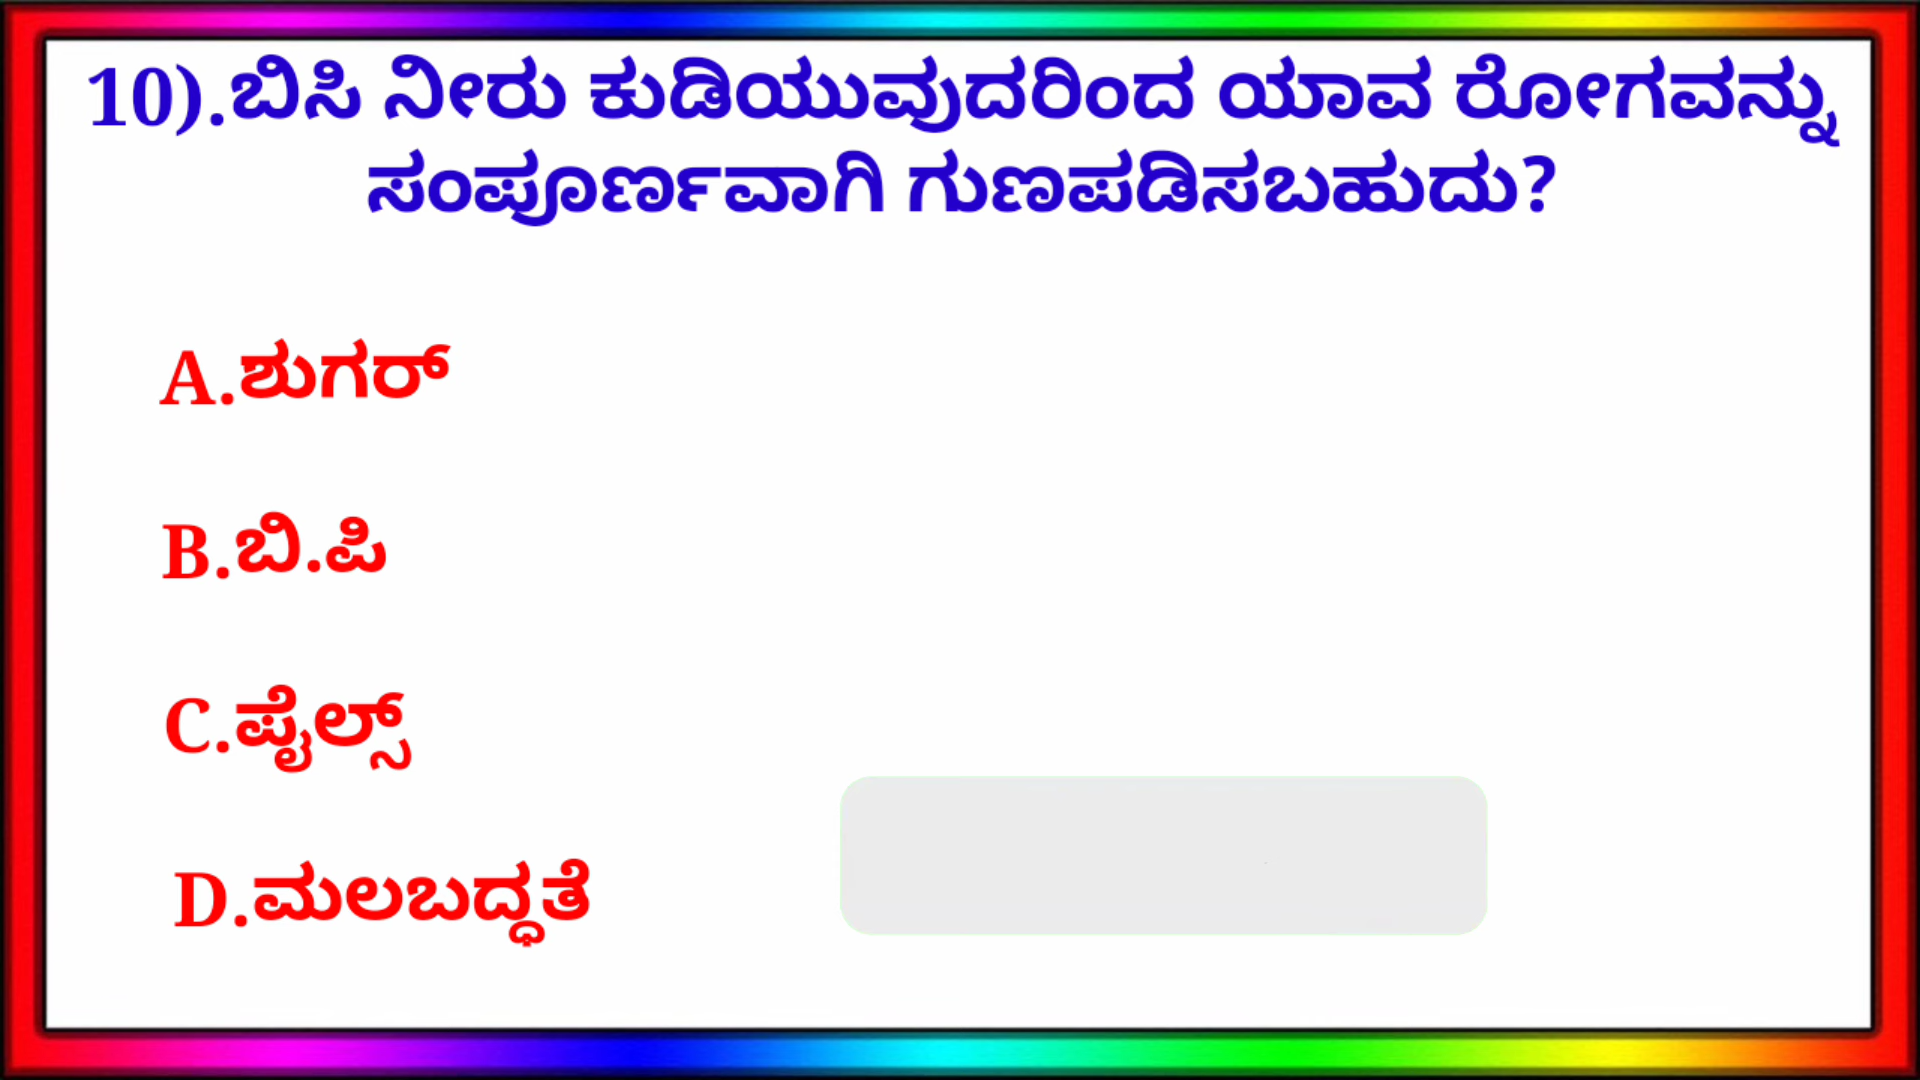 10).ಬಿಸಿ ನೀರು ಕುಡಿಯುವುದರಿಂದ ಯಾವ ರೋಗವನ್ನು
ಸಂಪೂರ್ಣವಾಗಿ ಗುಣಪಡಿಸಬಹುದು?
A.ಶುಗರ್
B.ಬಿ.ಪಿ
C.ಪೈಲ್ಸ್
D.ಮಲಬದ್ಧತೆ